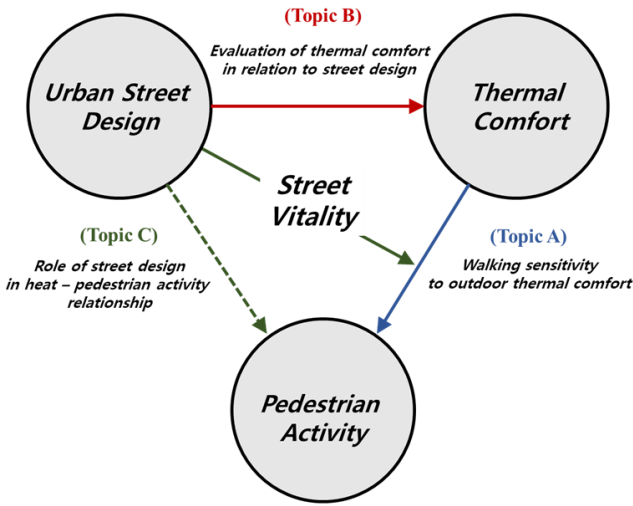 (Topic B)
Evaluation of thermal comfort
in relation to street design
Urban Street
Design
Thermal
Comfort
Street
Vitality
(Topic C)
Role of street design
in heat – pedestrian activity
relationship
(Topic A)
Walking sensitivity
to outdoor thermal comfort
Pedestrian
Activity